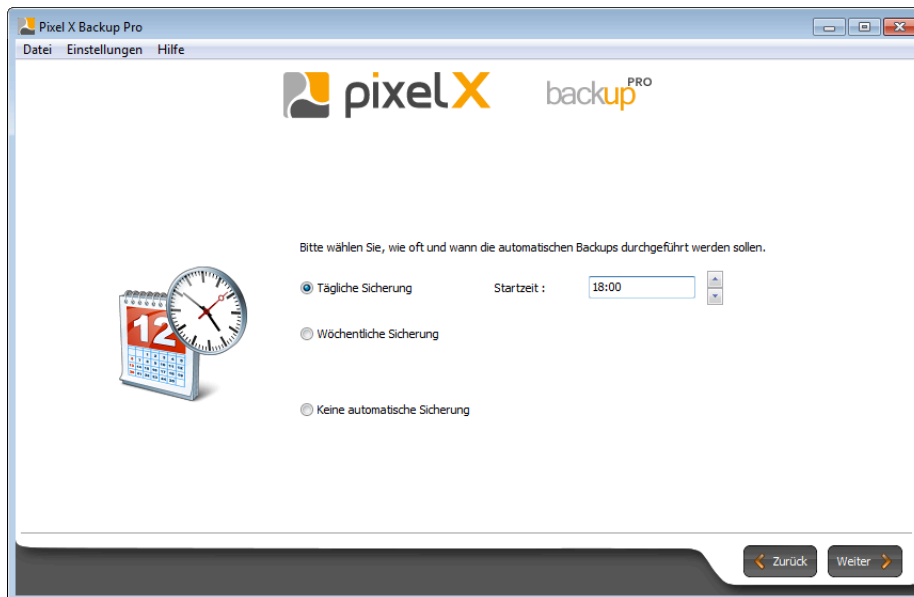 Pixel X Backup Pro
Datei Einstellungen Hilfe
pixel X backup PRO
Bitte wählen Sie, wie oft und wann die automatischen Backups durchgeführt werden sollen.
Tägliche Sicherung Startzeit : 18:00
Wöchentliche Sicherung
12
Keine automatische Sicherung
Zurück Weiter